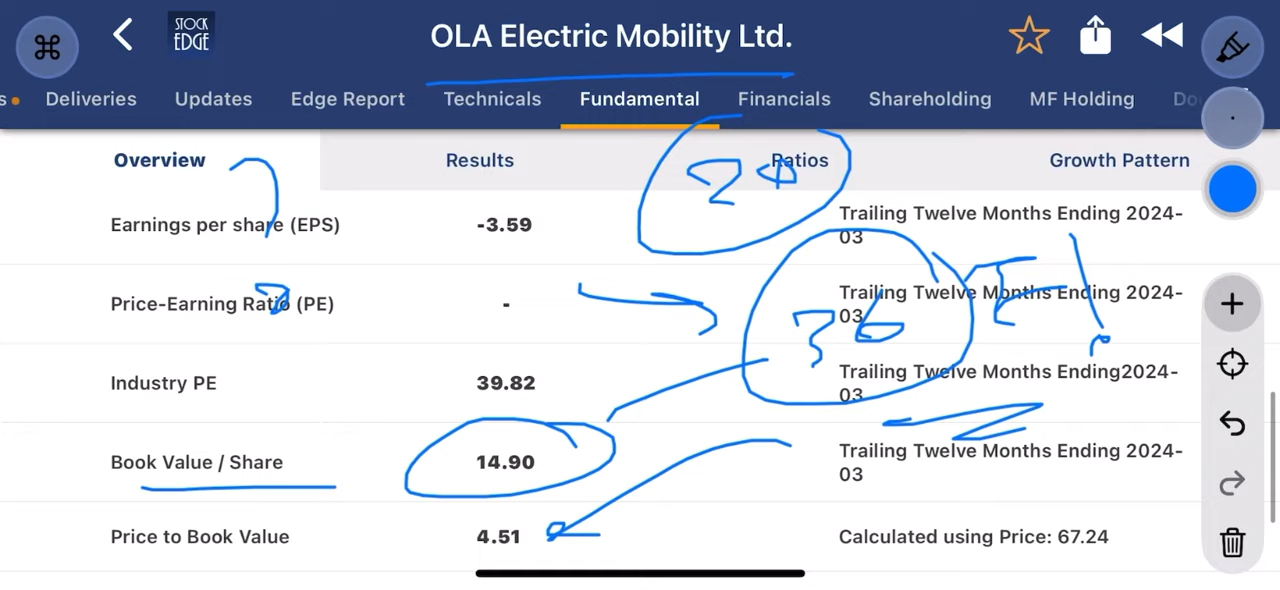 STOCK EDGE
OLA Electric Mobility Ltd.
Deliveries Updates Edge Report Technicals Fundamental Financials Shareholding MF Holding
Overview Results Ratios Growth Pattern
20
Earnings per share (EPS) -3.59 Trailing Twelve Months Ending 2024-03
Price-Earning Ratio (PE) - Trailing Twelve Months Ending 2024-03
36
Industry PE 39.82 Trailing Twelve Months Ending2024-03
Book Value / Share 14.90 Trailing Twelve Months Ending 2024-03
Price to Book Value 4.51 Calculated using Price: 67.24